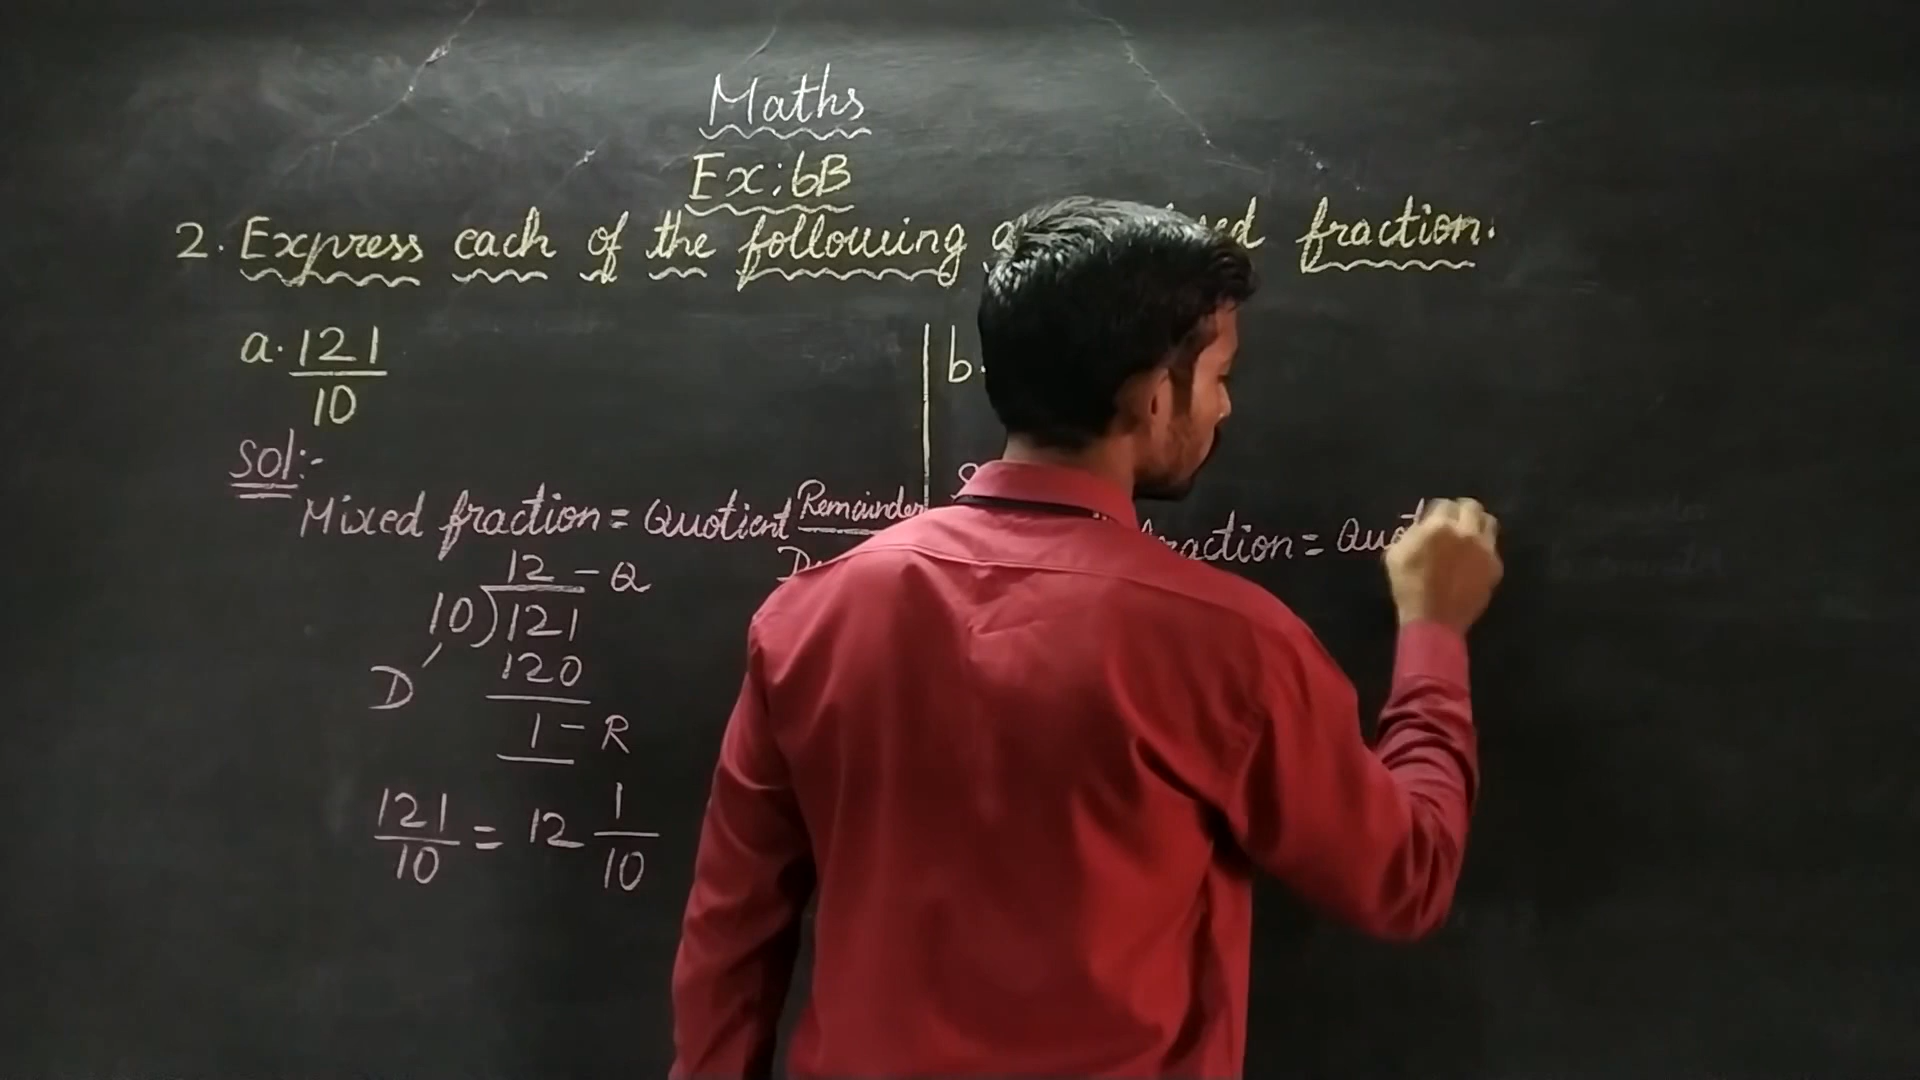 Maths
Ex:6B
2. Express each of the following fraction.
a. 121/10
b.
Sol:-
Mixed fraction = Quotient Remainder
fraction =
12 - Q
10)121
D
120
1 - R
121/10 = 12 1/10